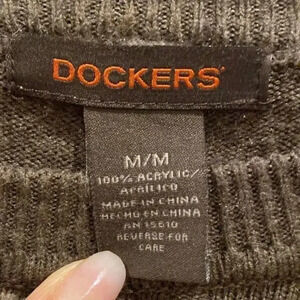 DOCKERS
M/M
100% ACRYLIC/
ACRILICO
MADE IN CHINA
HECHO EN CHINA
RN 15610
REVERSE FOR
CARE